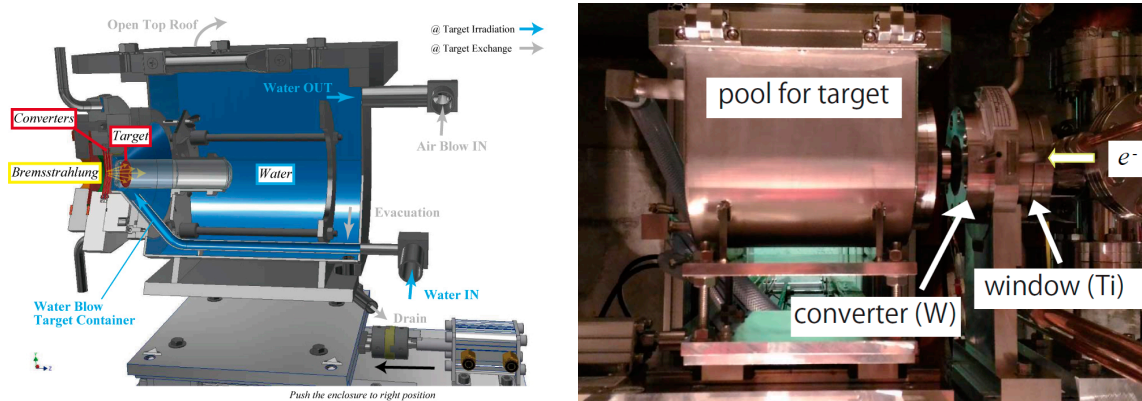 Open Top Roof
@ Target Irradiation
@ Target Exchange
Water OUT
Converters
Target
Air Blow IN
Bremsstrahlung
Water
Evacuation
Water Blow
Target Container
Water IN
Drain
Push the enclosure to right position
Y
Z
pool for target
e-
window (Ti)
converter (W)